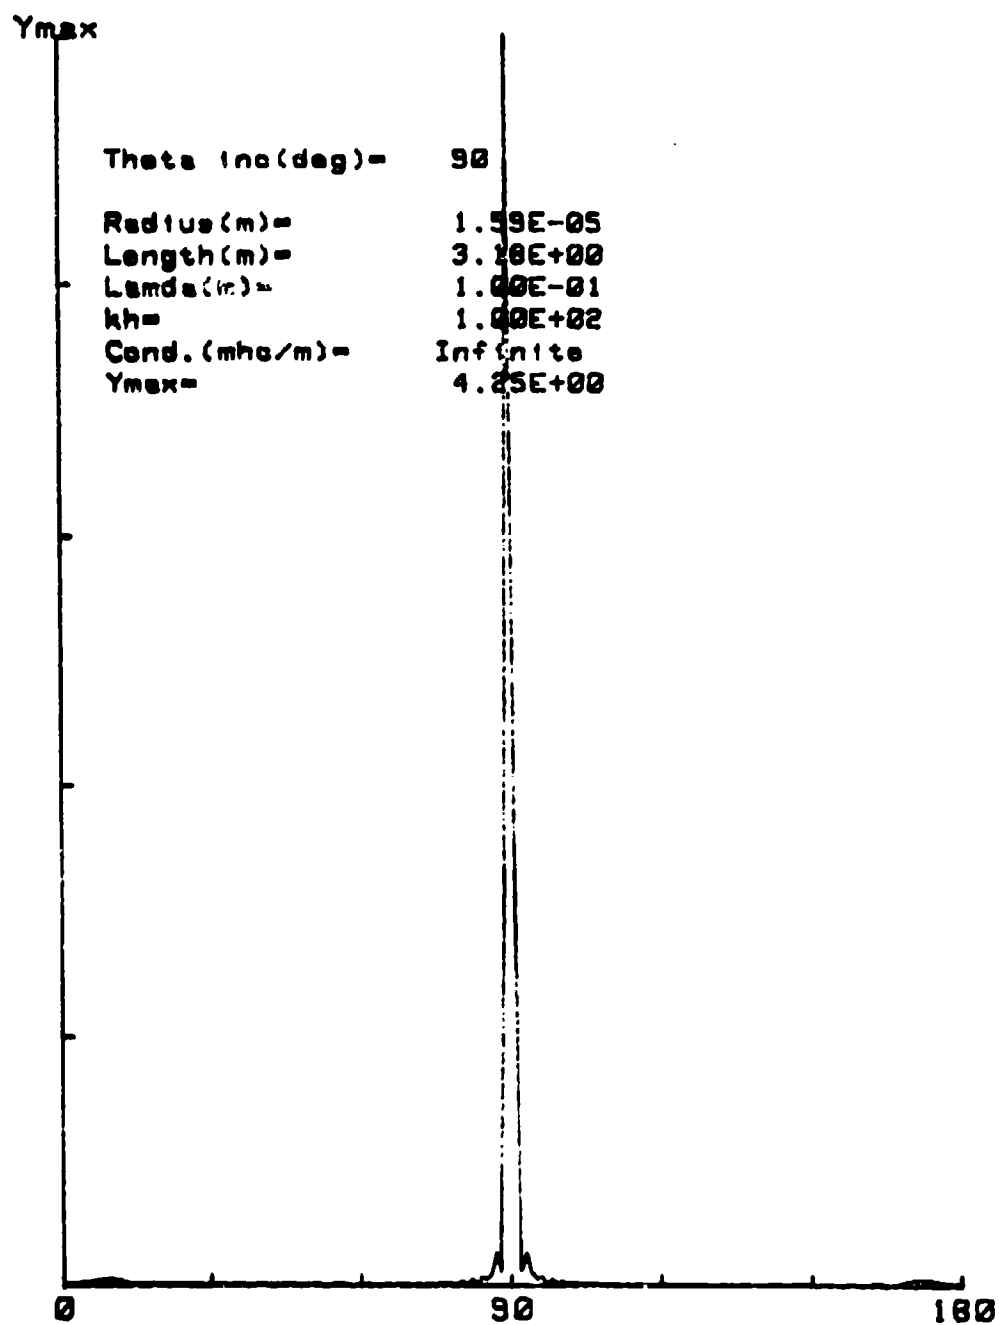 Ymax
Theta inc(deg)= 90
Radius(m)= 1.59E-05
Length(m)= 3.18E+00
Lamda(m)= 1.00E-01
kh= 1.00E+02
Cond.(mho/m)= Infinite
Ymax= 4.25E+00
0 90 180